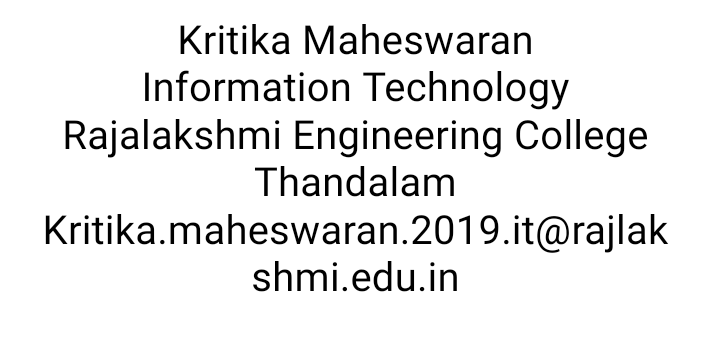 Kritika Maheswaran
Information Technology
Rajalakshmi Engineering College
Thandalam
Kritika.maheswaran.2019.it@rajlak
shmi.edu.in